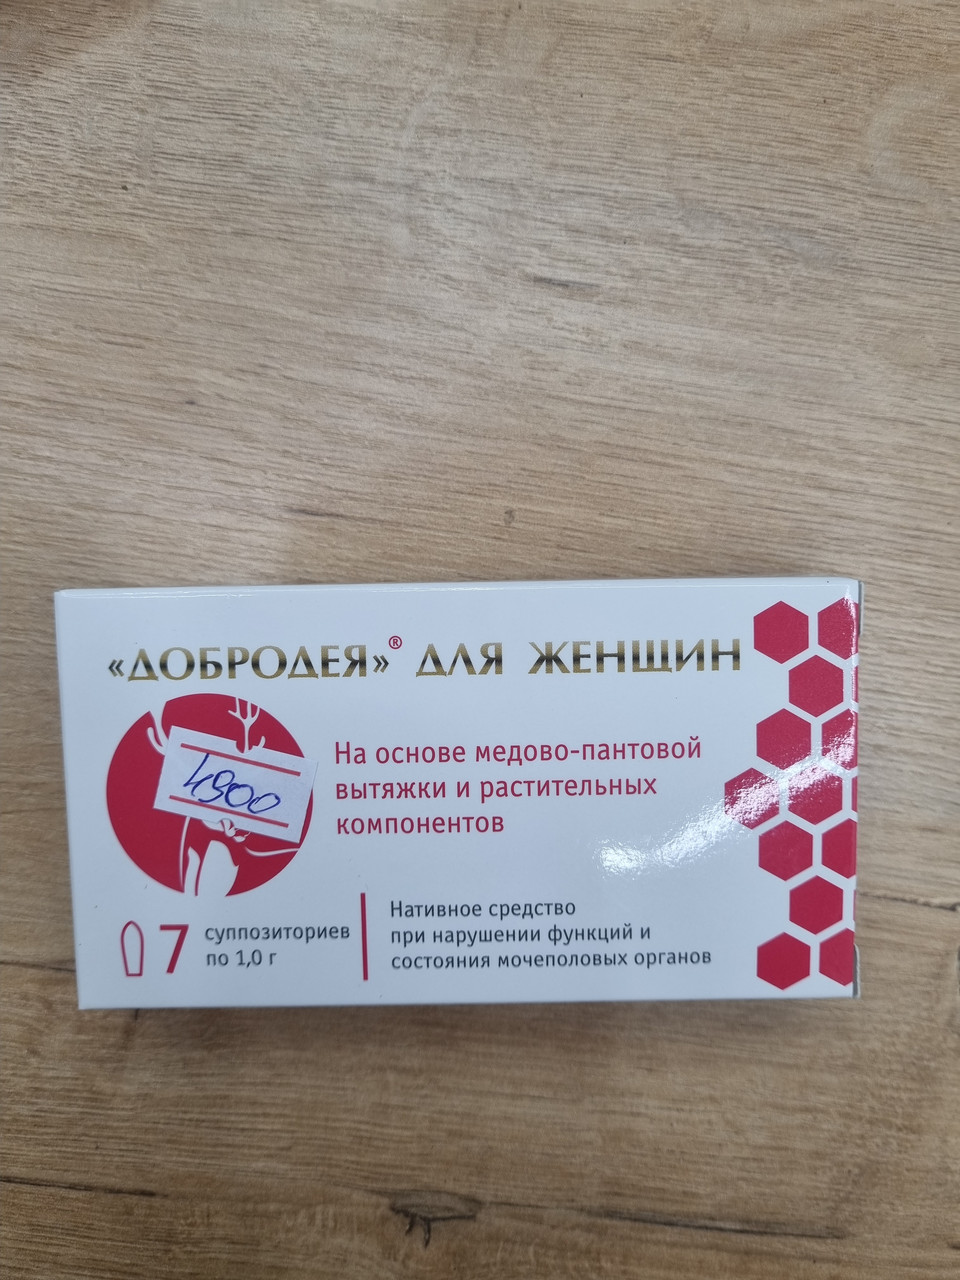 «ДОБРОДЕЯ»® ДЛЯ ЖЕНЩИН
4900
На основе медово-пантовой
вытяжки и растительных
компонентов
7 суппозиториев
по 1,0 г
Нативное средство
при нарушении функций и
состояния мочеполовых органов